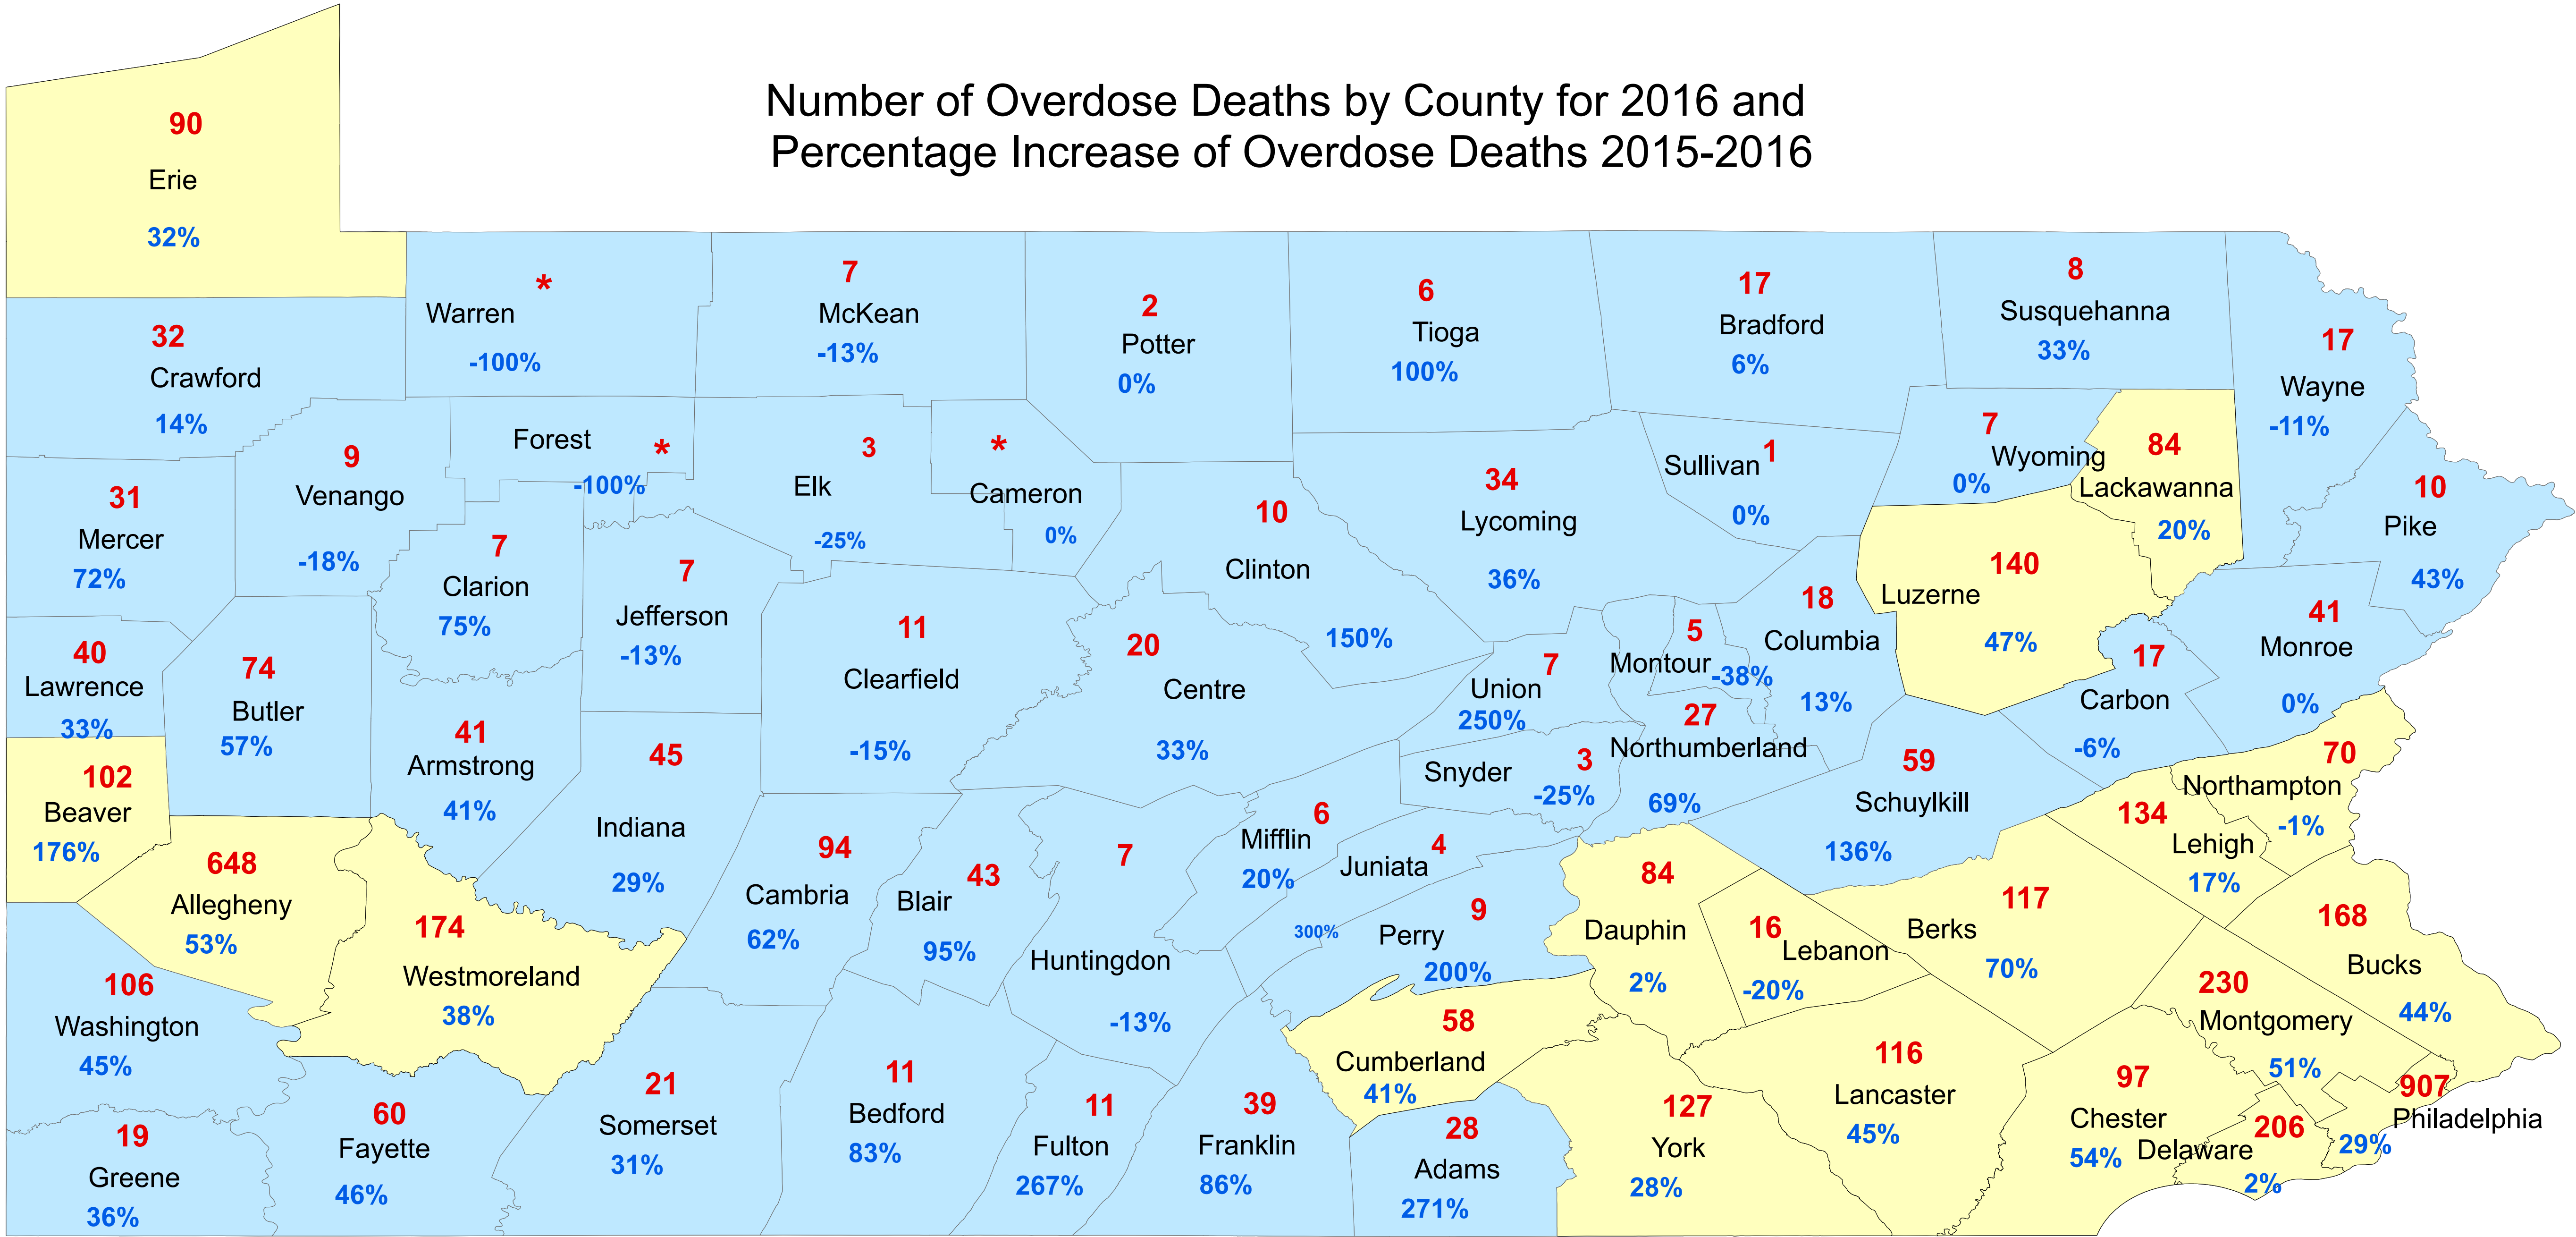 Number of Overdose Deaths by County for 2016 and
Percentage Increase of Overdose Deaths 2015-2016
90
Erie
32%
*
Warren
-100%
7
McKean
-13%
2
Potter
0%
6
Tioga
100%
17
Bradford
6%
8
Susquehanna
33%
17
Wayne
-11%
32
Crawford
14%
9
Venango
-18%
Forest
*
-100%
3
Elk
-25%
*
Cameron
0%
10
Clinton
150%
34
Lycoming
36%
1
Sullivan
0%
7
Wyoming
0%
84
Lackawanna
20%
10
Pike
43%
31
Mercer
72%
7
Clarion
75%
7
Jefferson
-13%
11
Clearfield
-15%
20
Centre
33%
7
Union
250%
5
Montour
-38%
18
Columbia
13%
140
Luzerne
47%
17
Carbon
-6%
41
Monroe
0%
40
Lawrence
33%
74
Butler
57%
41
Armstrong
41%
45
Indiana
29%
3
Snyder
-25%
27
Northumberland
69%
59
Schuylkill
136%
70
Northampton
-1%
102
Beaver
176%
648
Allegheny
53%
174
Westmoreland
38%
94
Cambria
62%
43
Blair
95%
7
Huntingdon
-13%
6
Mifflin
20%
4
Juniata
300%
9
Perry
200%
84
Dauphin
2%
16
Lebanon
-20%
117
Berks
70%
134
Lehigh
17%
168
Bucks
44%
106
Washington
45%
19
Greene
36%
60
Fayette
46%
21
Somerset
31%
11
Bedford
83%
11
Fulton
267%
39
Franklin
86%
58
Cumberland
41%
28
Adams
271%
127
York
28%
116
Lancaster
45%
97
Chester
54%
230
Montgomery
51%
206
Delaware
2%
907
Philadelphia
29%